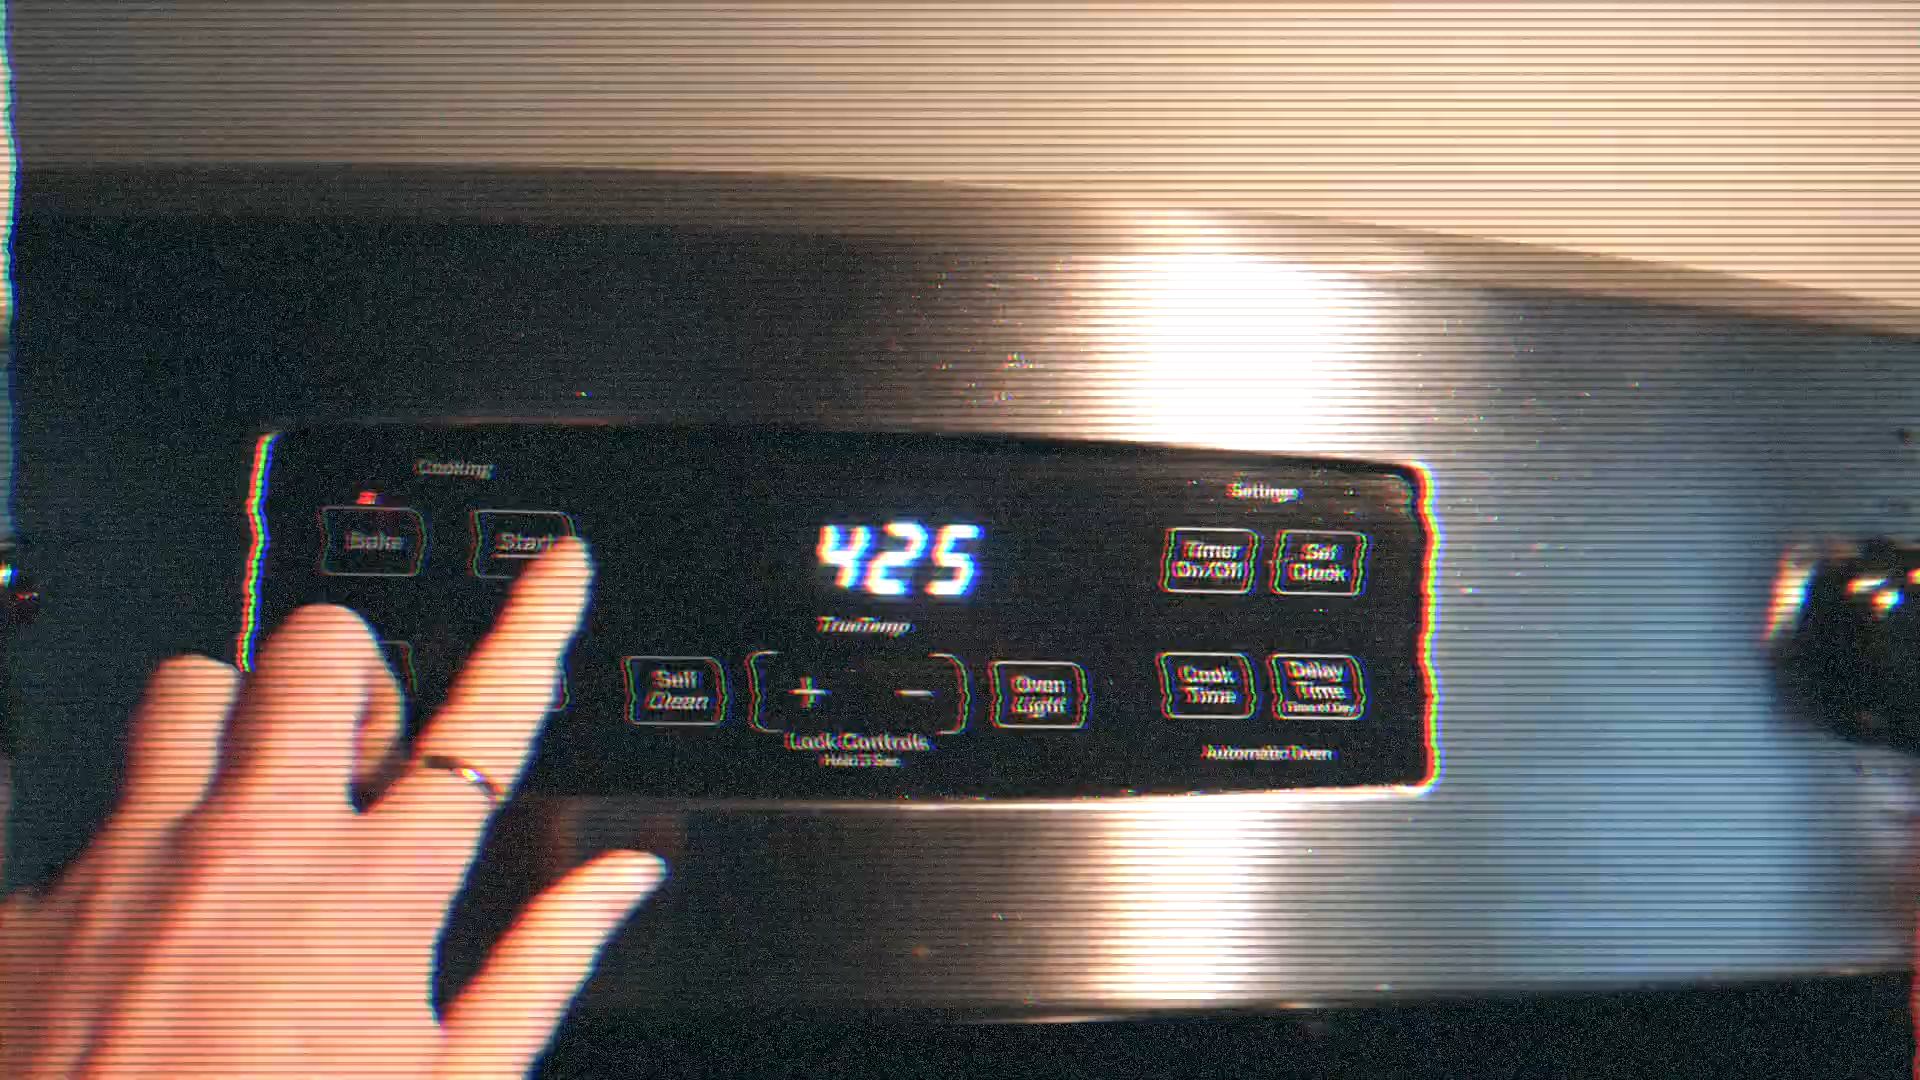 Cooking
Bake
Start
425
TrueTemp
Self
Clean
+ −
Lock Controls
Hold 3 Sec
Oven
Light
Settings
Timer
On/Off
Set
Clock
Cook
Time
Delay
Time
Time of Day
Automatic Oven